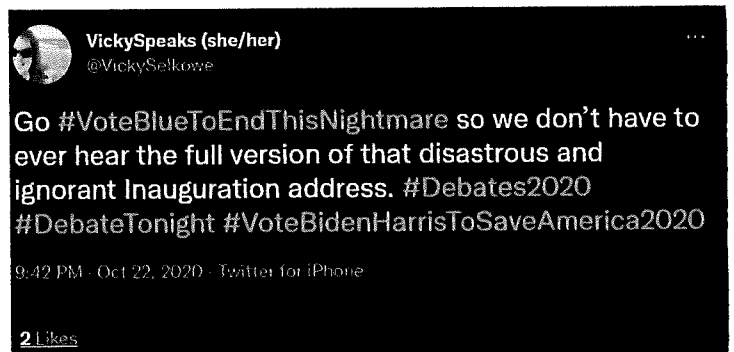 VickySpeaks (she/her)
@VickySelkowe
Go #VoteBlueToEndThisNightmare so we don't have to
ever hear the full version of that disastrous and
ignorant Inauguration address. #Debates2020
#DebateTonight #VoteBidenHarrisToSaveAmerica2020
9:42 PM · Oct 22, 2020 · Twitter for iPhone
2 Likes